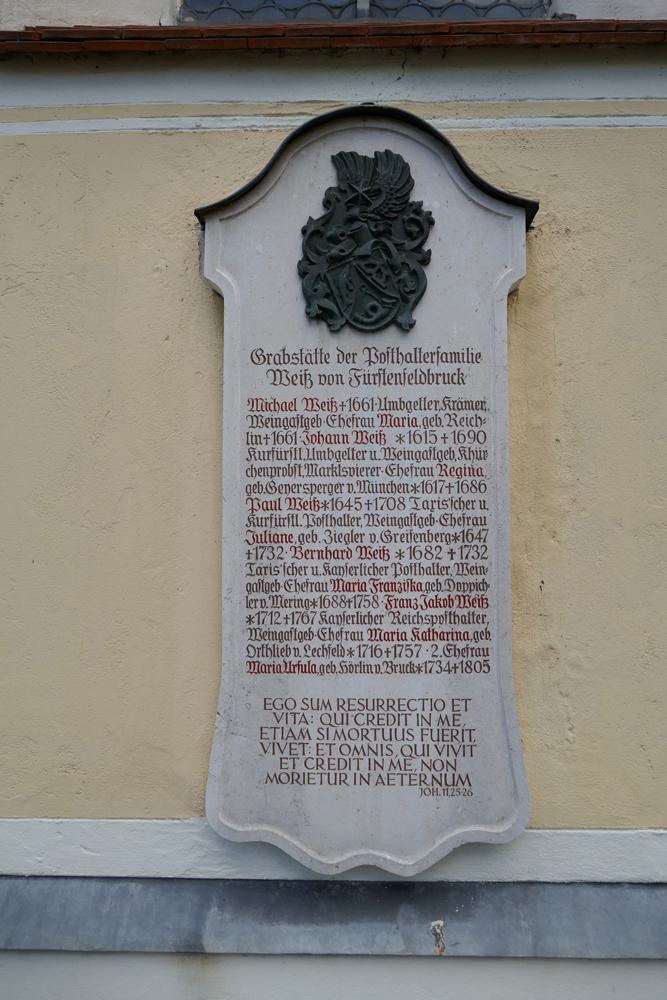 Grabstätte der Posthalterfamilie
Weiß von Fürstenfeldbruck
Michael Weiß+1661·Umbgelter, Krämer,
Weingastgeb·Ehefrau Maria, geb. Reich-
lin+1661·Johann Weiß *1615+1690
Kurfürstl. Umbgelter u. Weingastgeb, Khür
chenprobst, Marktsvierer·Ehefrau Regina,
geb. Geyersperger v. München*1617+1686
Paul Weiß*1645+1708 Taxis'scher u.
Kurfürstl. Posthalter, Weingastgeb·Ehefrau
Juliane, geb. Ziegler v. Greifenberg*1647
+1732·Bernhard Weiß *1682+1732
Taxis'scher u. Kayserlicher Posthalter, Wein-
gastgeb·Ehefrau Maria Franziska, geb. Doppich-
ler v. Mering*1688+1758·Franz Jakob Weiß
*1712+1767 Kayserlicher Reichsposthalter,
Weingastgeb·Ehefrau Maria Katharina, geb.
Orthlieb v. Lechfeld*1716+1757·2. Ehefrau
Maria Ursula, geb. Hörl in v. Bruck*1734+1805
EGO SUM RESURRECTIO ET
VITA: QUI CREDIT IN ME,
ETIAM SI MORTUUS FUERIT,
VIVET: ET OMNIS, QUI VIVIT
ET CREDIT IN ME, NON
MORIETUR IN AETERNUM
JOH. 11,25-26